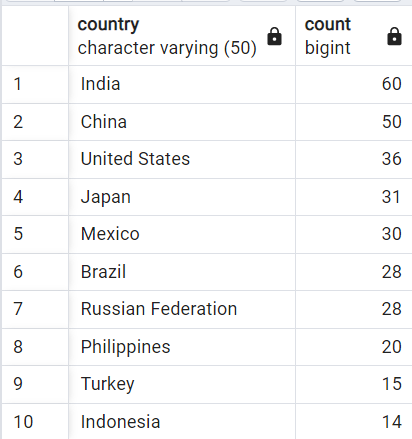 country count
character varying (50) bigint
1 India 60
2 China 50
3 United States 36
4 Japan 31
5 Mexico 30
6 Brazil 28
7 Russian Federation 28
8 Philippines 20
9 Turkey 15
10 Indonesia 14